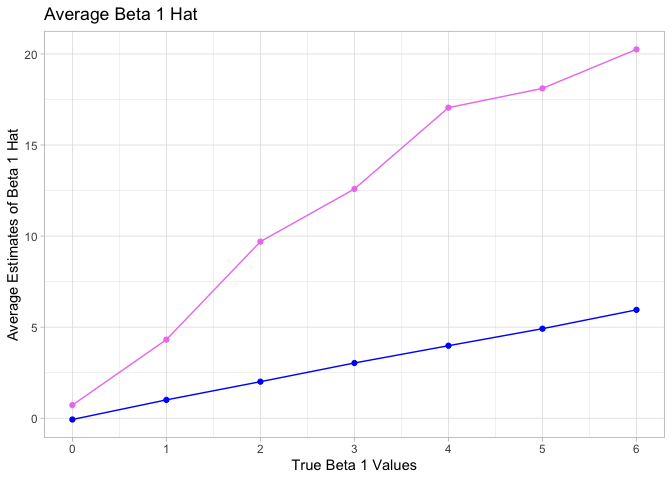 Average Beta 1 Hat
Average Estimates of Beta 1 Hat
20
15
10
5
0
0 1 2 3 4 5 6
True Beta 1 Values